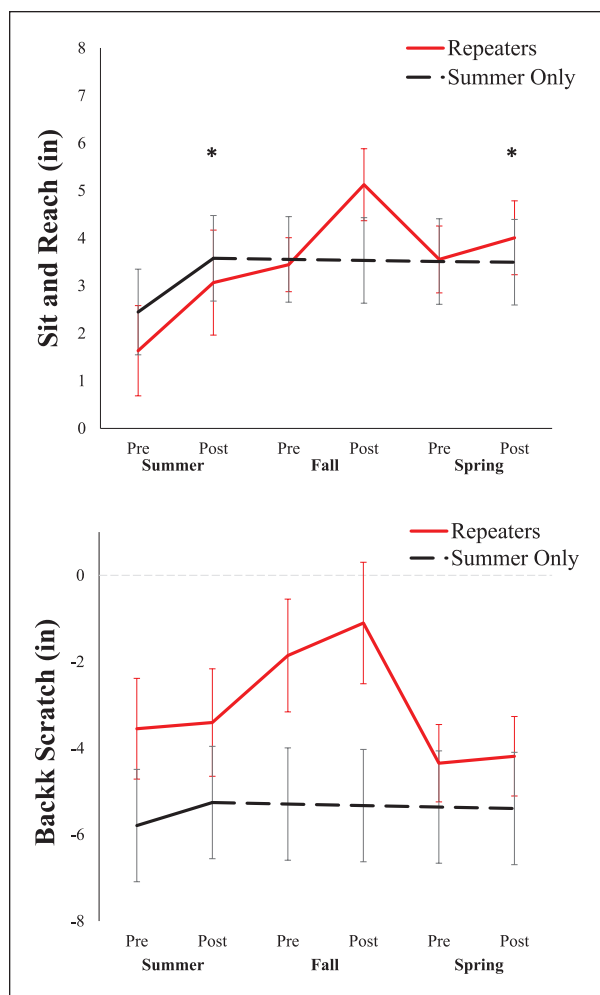 8
Repeaters
Summer Only
7
6
*
*
5
4
3
2
1
0
Sit and Reach (in)
Pre Post Pre Post Pre Post
Summer Fall Spring
Repeaters
Summer Only
0
-2
-4
-6
-8
Backk Scratch (in)
Pre Post Pre Post Pre Post
Summer Fall Spring